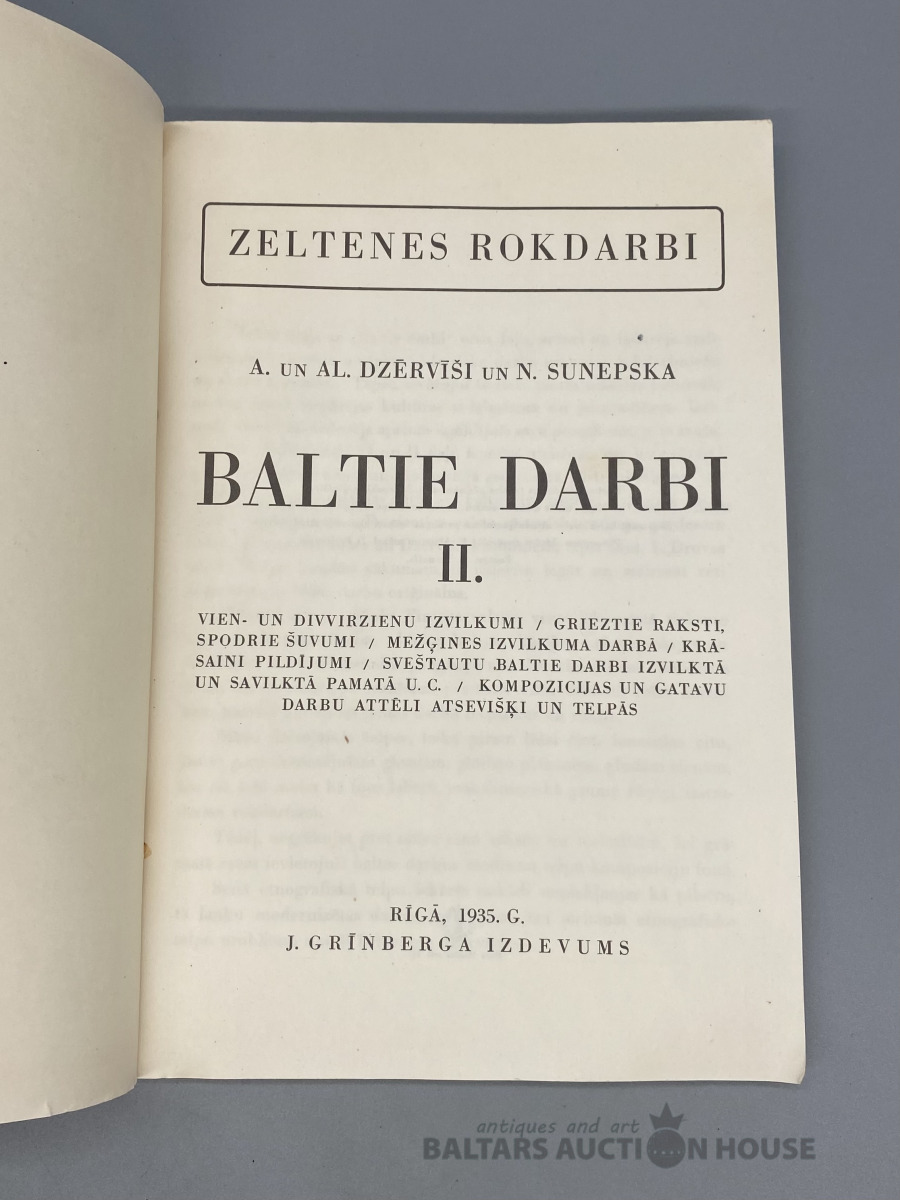 ZELTENES ROKDARBI
A. UN AL. DZĒRVĪŠI UN N. SUNEPSKA
BALTIE DARBI
II.
VIEN- UN DIVVIRZIENU IZVILKUMI / GRIEZTIE RAKSTI,
SPODRIE ŠUVUMI / MEŽĢINES IZVILKUMA DARBĀ / KRĀ-
SAINI PILDĪJUMI / SVEŠTAUTU BALTIE DARBI IZVILKTĀ
UN SAVILKTĀ PAMATĀ U. C. / KOMPOZICIJAS UN GATAVU
DARBU ATTĒLI ATSEVIŠĶI UN TELPĀS
RĪGĀ, 1935. G.
J. GRĪNBERGA IZDEVUMS
antiques and art
BALTARS AUCTION HOUSE